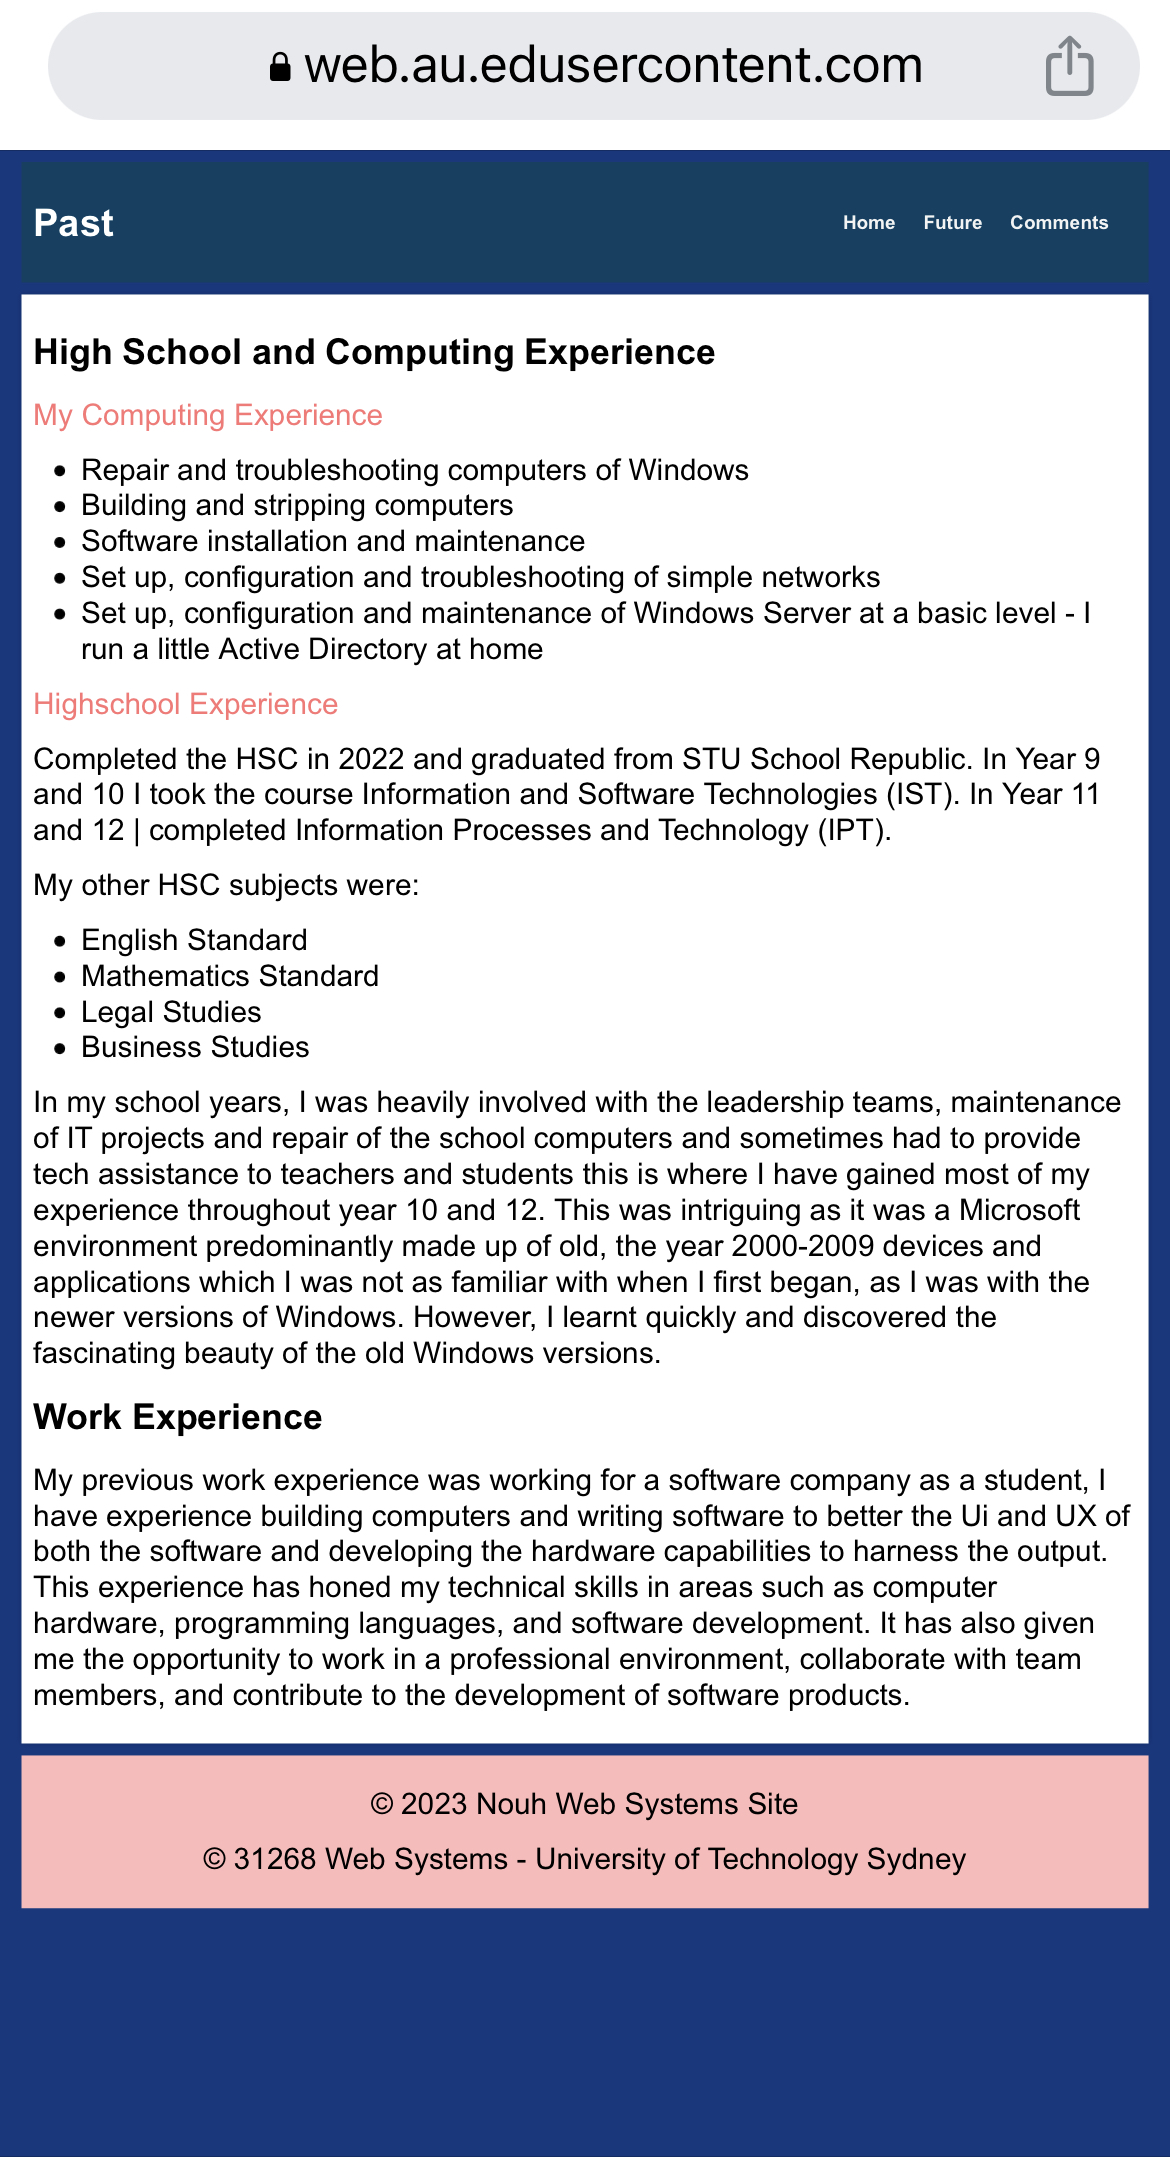 web.au.edusercontent.com
Past
Home Future Comments
High School and Computing Experience
My Computing Experience
• Repair and troubleshooting computers of Windows
• Building and stripping computers
• Software installation and maintenance
• Set up, configuration and troubleshooting of simple networks
• Set up, configuration and maintenance of Windows Server at a basic level - I
run a little Active Directory at home
Highschool Experience
Completed the HSC in 2022 and graduated from STU School Republic. In Year 9
and 10 I took the course Information and Software Technologies (IST). In Year 11
and 12 | completed Information Processes and Technology (IPT).
My other HSC subjects were:
• English Standard
• Mathematics Standard
• Legal Studies
• Business Studies
In my school years, I was heavily involved with the leadership teams, maintenance
of IT projects and repair of the school computers and sometimes had to provide
tech assistance to teachers and students this is where I have gained most of my
experience throughout year 10 and 12. This was intriguing as it was a Microsoft
environment predominantly made up of old, the year 2000-2009 devices and
applications which I was not as familiar with when I first began, as I was with the
newer versions of Windows. However, I learnt quickly and discovered the
fascinating beauty of the old Windows versions.
Work Experience
My previous work experience was working for a software company as a student, I
have experience building computers and writing software to better the Ui and UX of
both the software and developing the hardware capabilities to harness the output.
This experience has honed my technical skills in areas such as computer
hardware, programming languages, and software development. It has also given
me the opportunity to work in a professional environment, collaborate with team
members, and contribute to the development of software products.
© 2023 Nouh Web Systems Site
© 31268 Web Systems - University of Technology Sydney